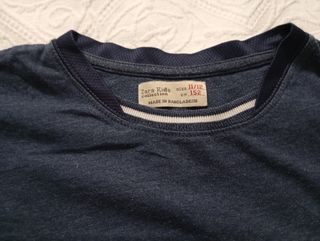 Zara Kids size 11/12
collection cm 152
MADE IN BANGLADESH